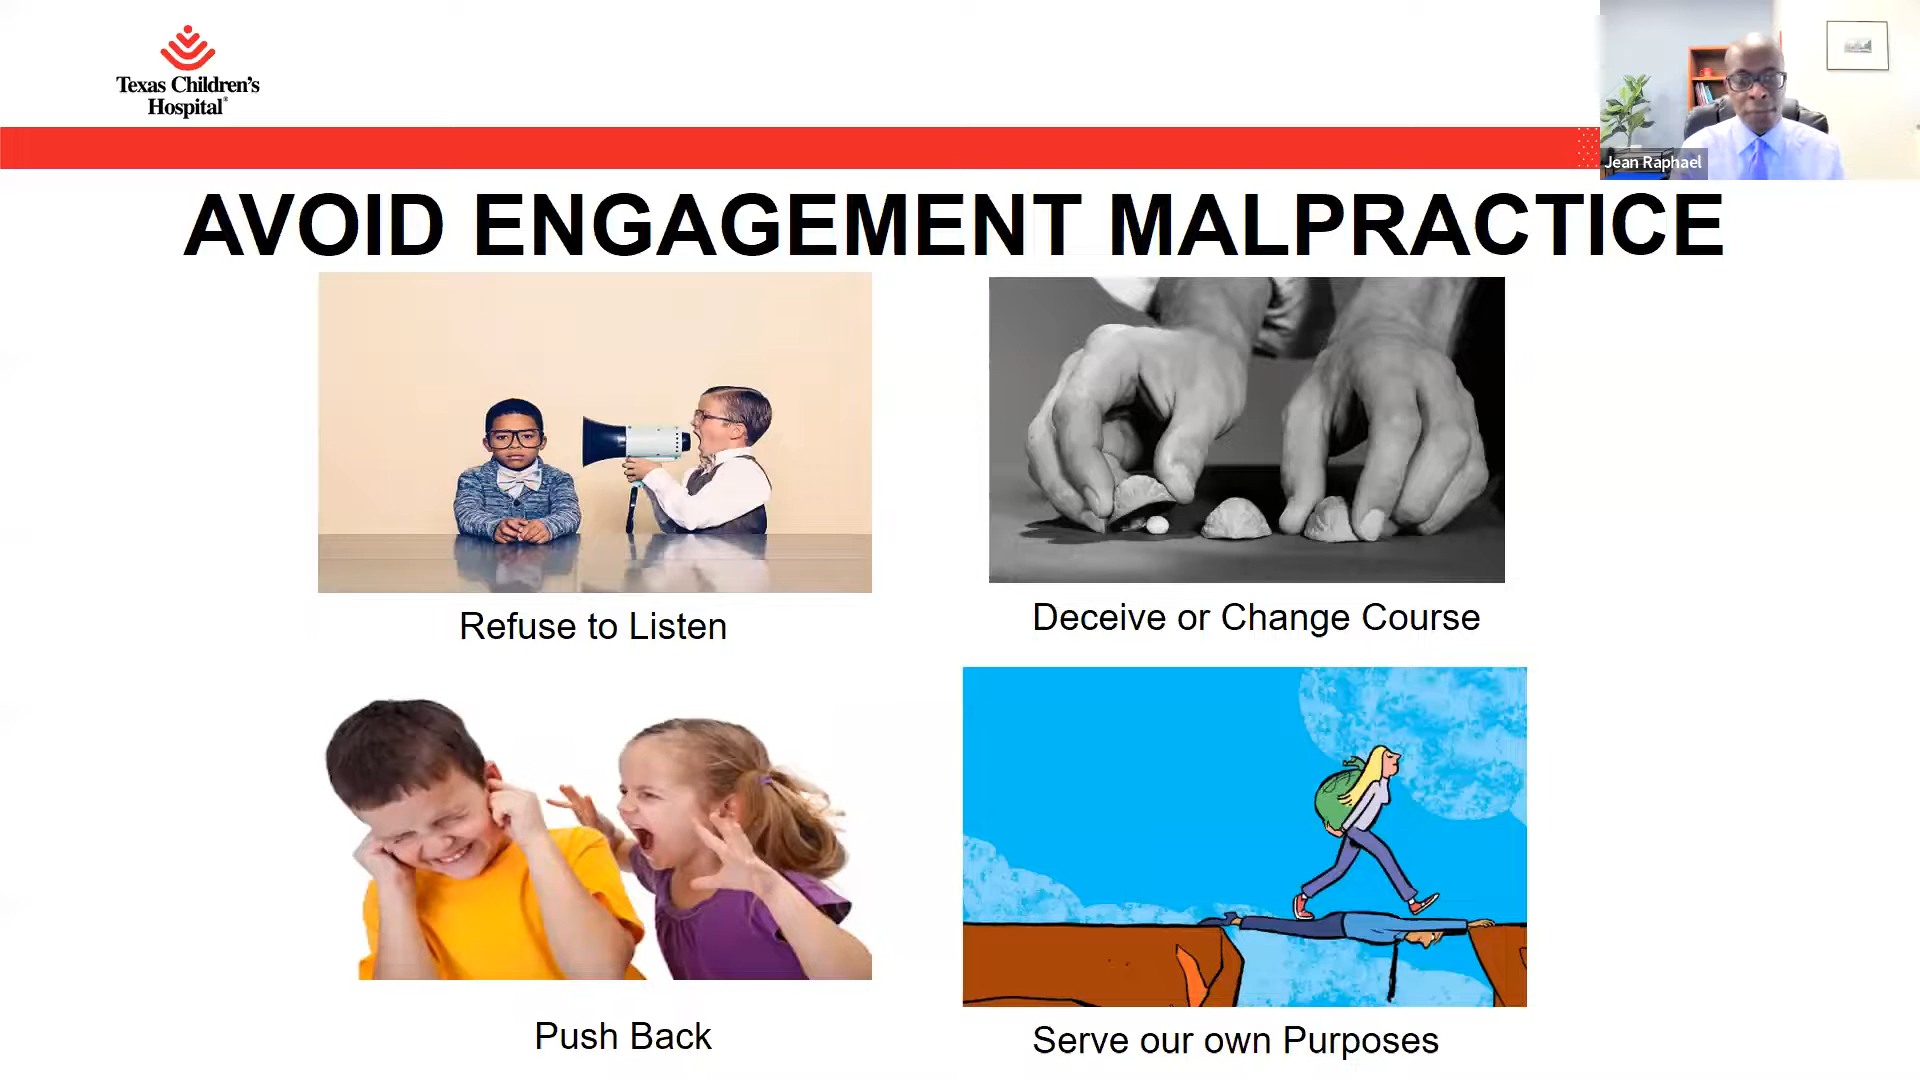 Texas Children's
Hospital®
Jean Raphael
AVOID ENGAGEMENT MALPRACTICE
Refuse to Listen
Deceive or Change Course
Push Back
Serve our own Purposes